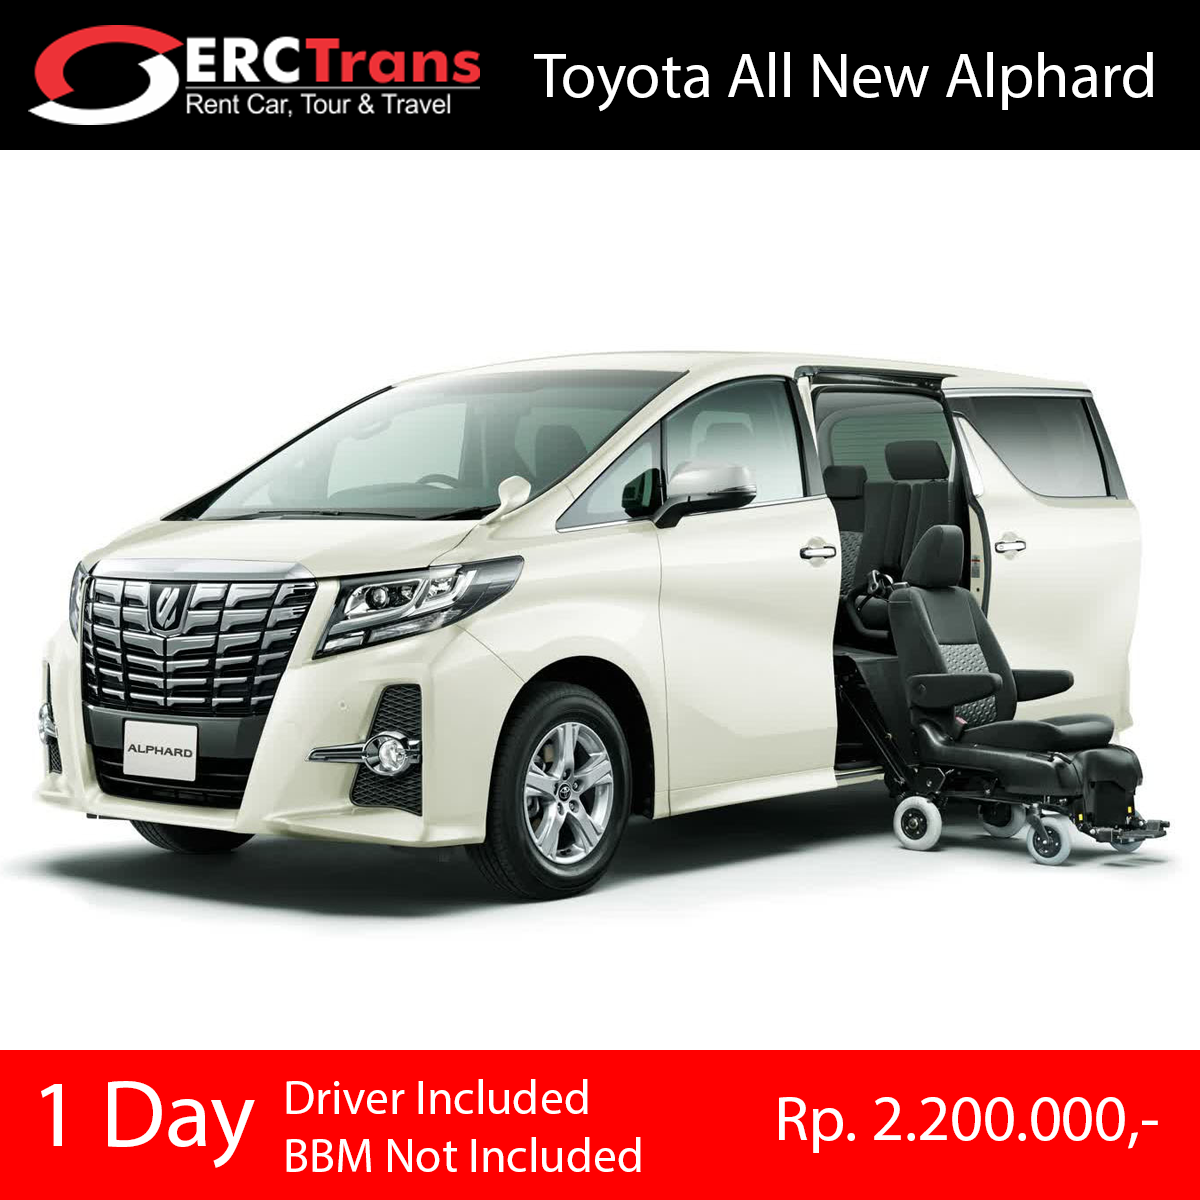 ERCTrans
Rent Car, Tour & Travel
Toyota All New Alphard
ALPHARD
1 Day
Driver Included
BBM Not Included
Rp. 2.200.000,-